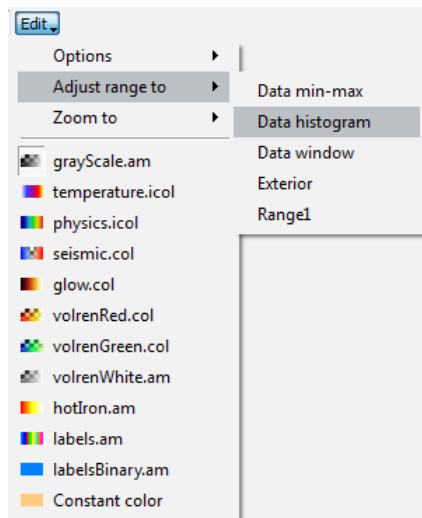 Edit
Options
Adjust range to
Zoom to
grayScale.am
temperature.icol
physics.icol
seismic.col
glow.col
volrenRed.col
volrenGreen.col
volrenWhite.am
hotIron.am
labels.am
labelsBinary.am
Constant color
Data min-max
Data histogram
Data window
Exterior
Range1